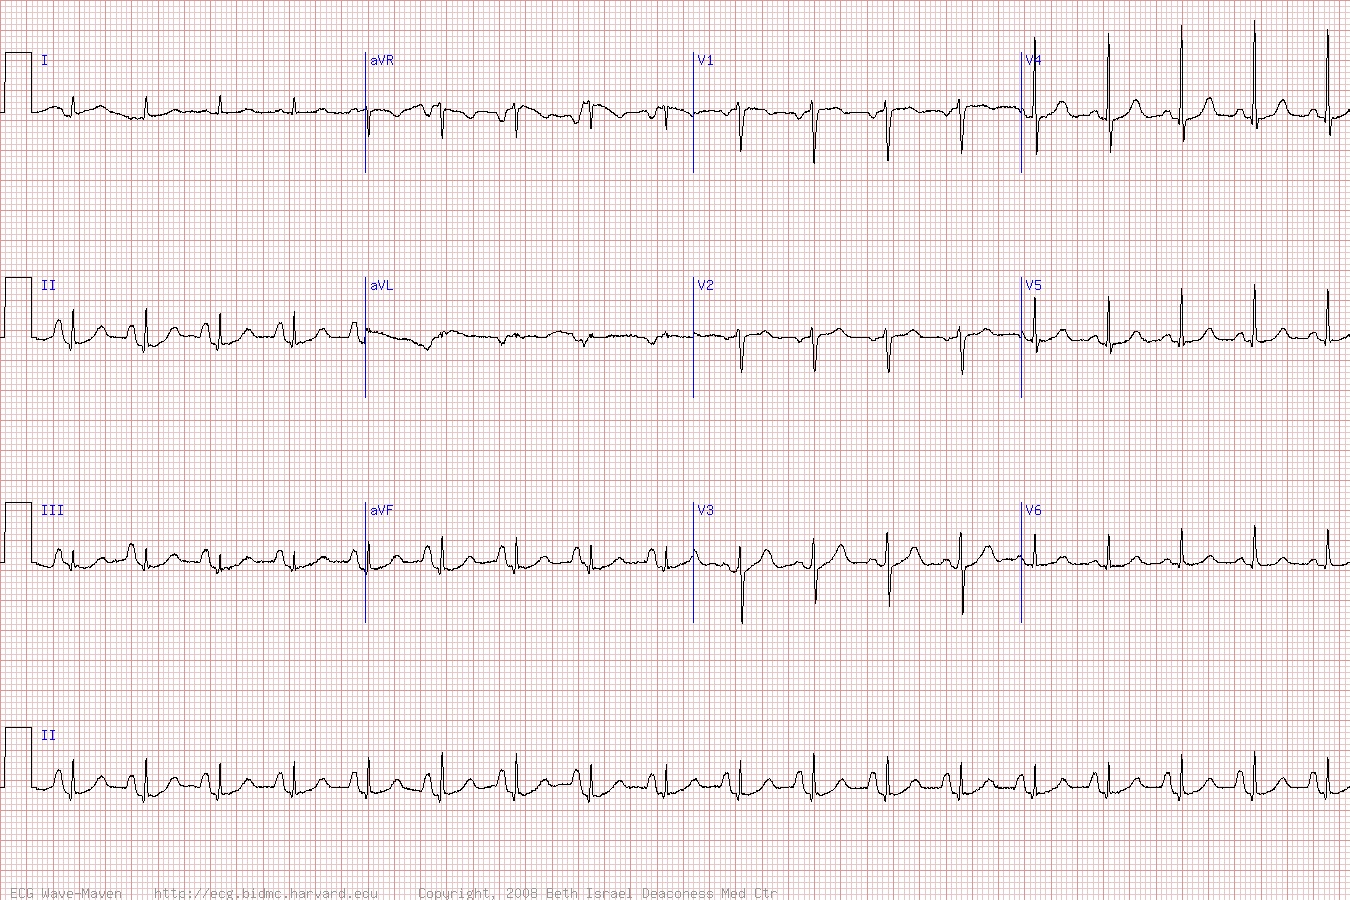 I aVR V1 V4
II aVL V2 V5
III aVF V3 V6
II
ECG Wave-Maven http://ecg.bidmc.harvard.edu Copyright, 2008 Beth Israel Deaconess Med Ctr